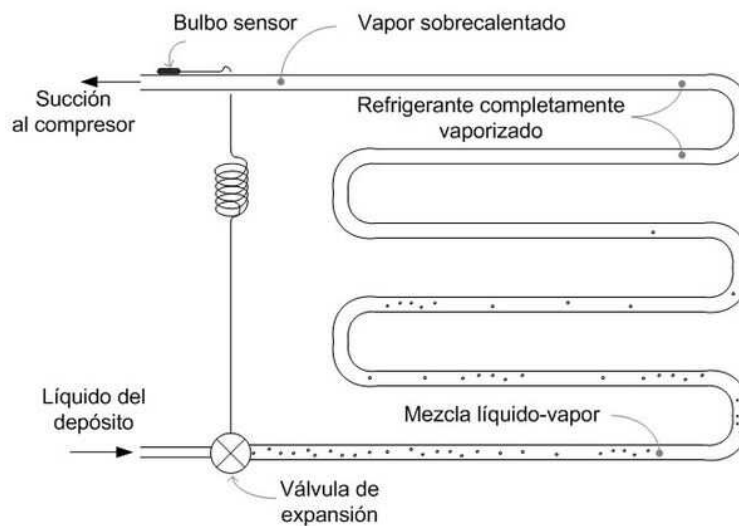 Bulbo sensor
Vapor sobrecalentado
Succión
al compresor
Refrigerante completamente
vaporizado
Líquido del
depósito
Mezcla líquido-vapor
Válvula de
expansión